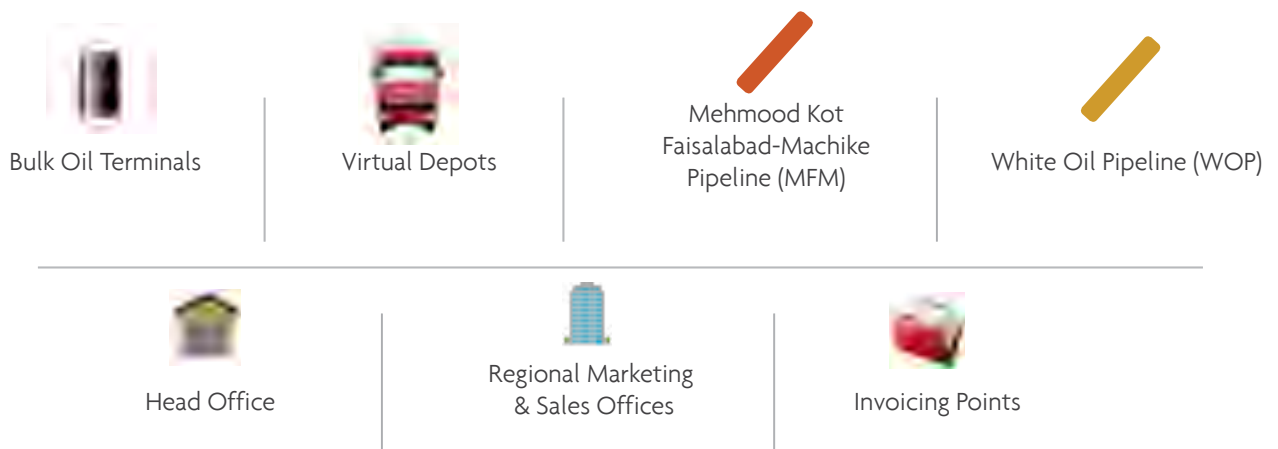 Bulk Oil Terminals
Virtual Depots
Mehmood Kot
Faisalabad-Machike
Pipeline (MFM)
White Oil Pipeline (WOP)
Head Office
Regional Marketing
& Sales Offices
Invoicing Points